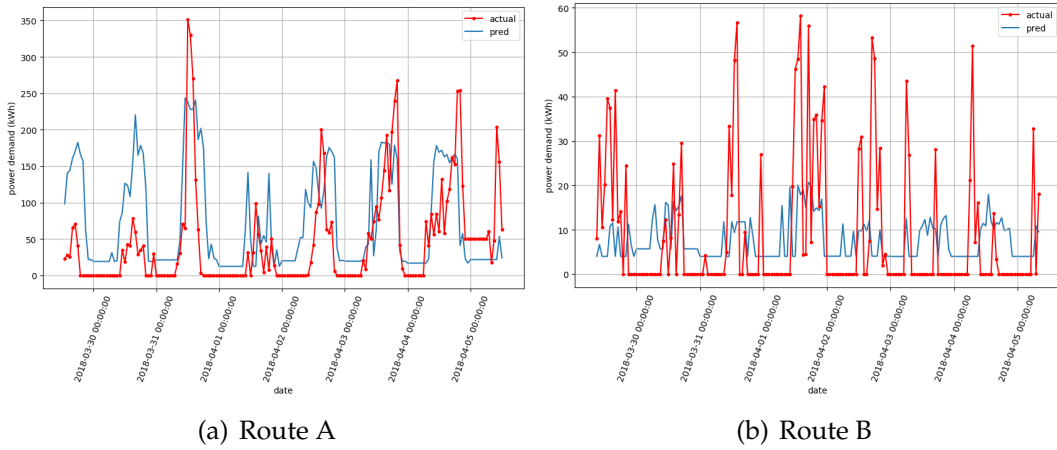 350
300
250
200
150
100
50
0
power demand (kWh)
actual
pred
2018-03-30 00:00:00
2018-03-31 00:00:00
2018-04-01 00:00:00
2018-04-02 00:00:00
2018-04-03 00:00:00
2018-04-04 00:00:00
2018-04-05 00:00:00
date
(a) Route A
60
50
40
30
20
10
0
power demand (kWh)
actual
pred
2018-03-30 00:00:00
2018-03-31 00:00:00
2018-04-01 00:00:00
2018-04-02 00:00:00
2018-04-03 00:00:00
2018-04-04 00:00:00
2018-04-05 00:00:00
date
(b) Route B